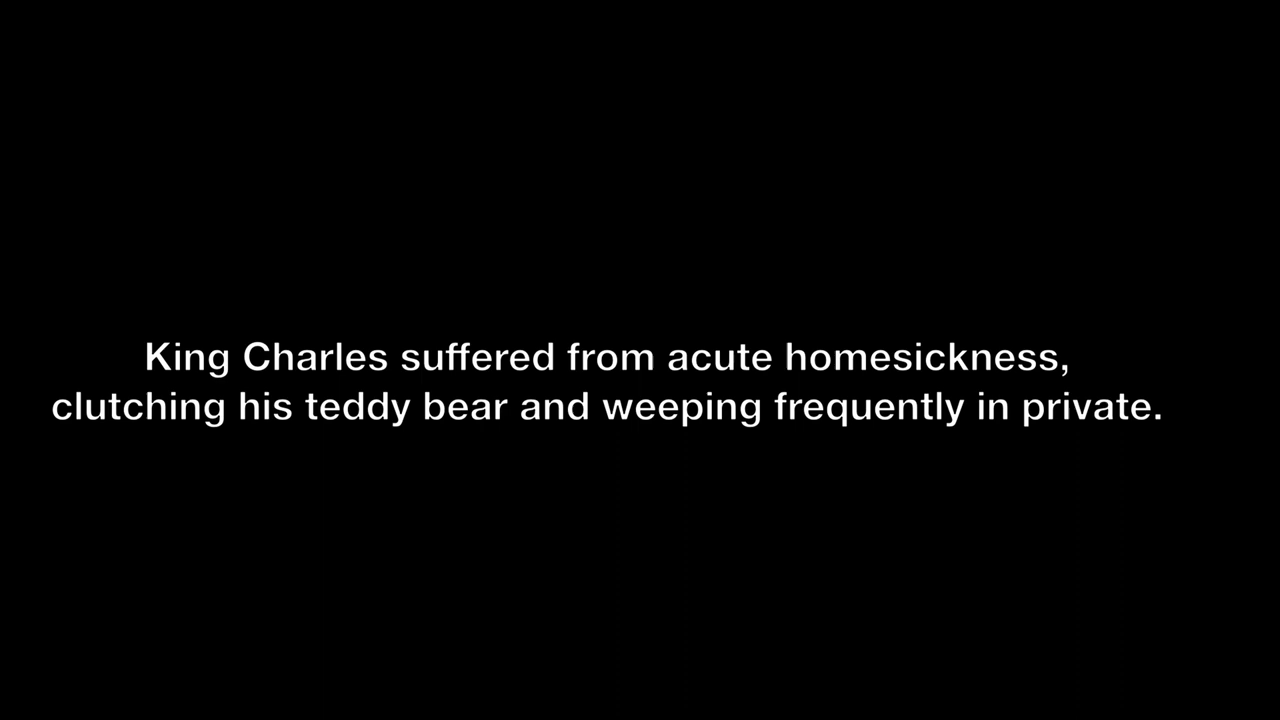 King Charles suffered from acute homesickness,
clutching his teddy bear and weeping frequently in private.